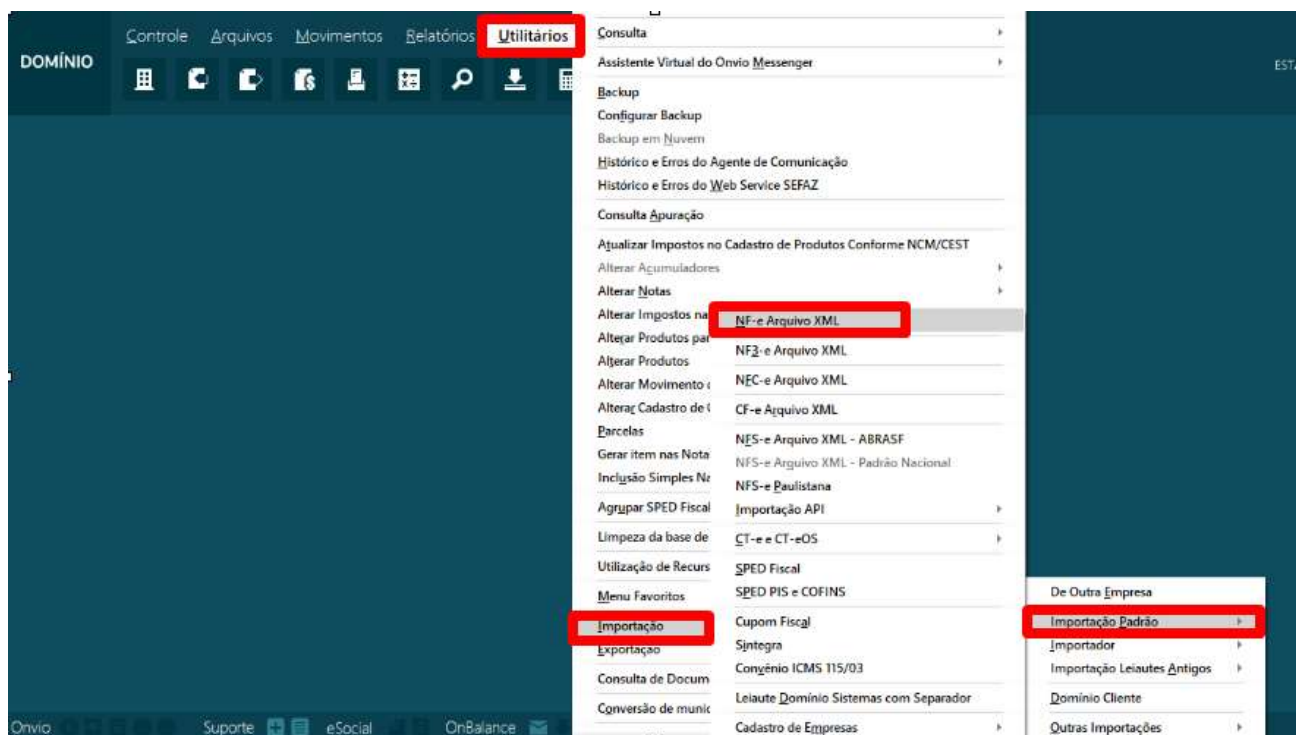 DOMÍNIO
Controle Arquivos Movimentos Relatórios Utilitários
Consulta
Assistente Virtual do Onvio Messenger
Backup
Configurar Backup
Backup em Nuvem
Histórico e Erros do Agente de Comunicação
Histórico e Erros do Web Service SEFAZ
Consulta Apuração
Atualizar Impostos no Cadastro de Produtos Conforme NCM/CEST
Alterar Acumuladores
Alterar Notas
Alterar Impostos na
Alterar Produtos par
Alterar Produtos
Alterar Movimento
Alterar Cadastro de
Parcelas
Gerar item nas Nota
Inclusão Simples Na
Agrupar SPED Fiscal
Limpeza da base de
Utilização de Recurs
Menu Favoritos
Importação
Exportação
Consulta de Docum
Conversão de munic
NF-e Arquivo XML
NF3-e Arquivo XML
NFC-e Arquivo XML
CF-e Arquivo XML
NFS-e Arquivo XML - ABRASF
NFS-e Arquivo XML - Padrão Nacional
NFS-e Paulistana
Importação API
CT-e e CT-eOS
SPED Fiscal
SPED PIS e COFINS
Cupom Fiscal
Sintegra
Convênio ICMS 115/03
Leiaute Domínio Sistemas com Separador
Cadastro de Empresas
De Outra Empresa
Importação Padrão
Importador
Importação Leiautes Antigos
Domínio Cliente
Outras Importações
EST
Onvio Suporte eSocial OnBalance